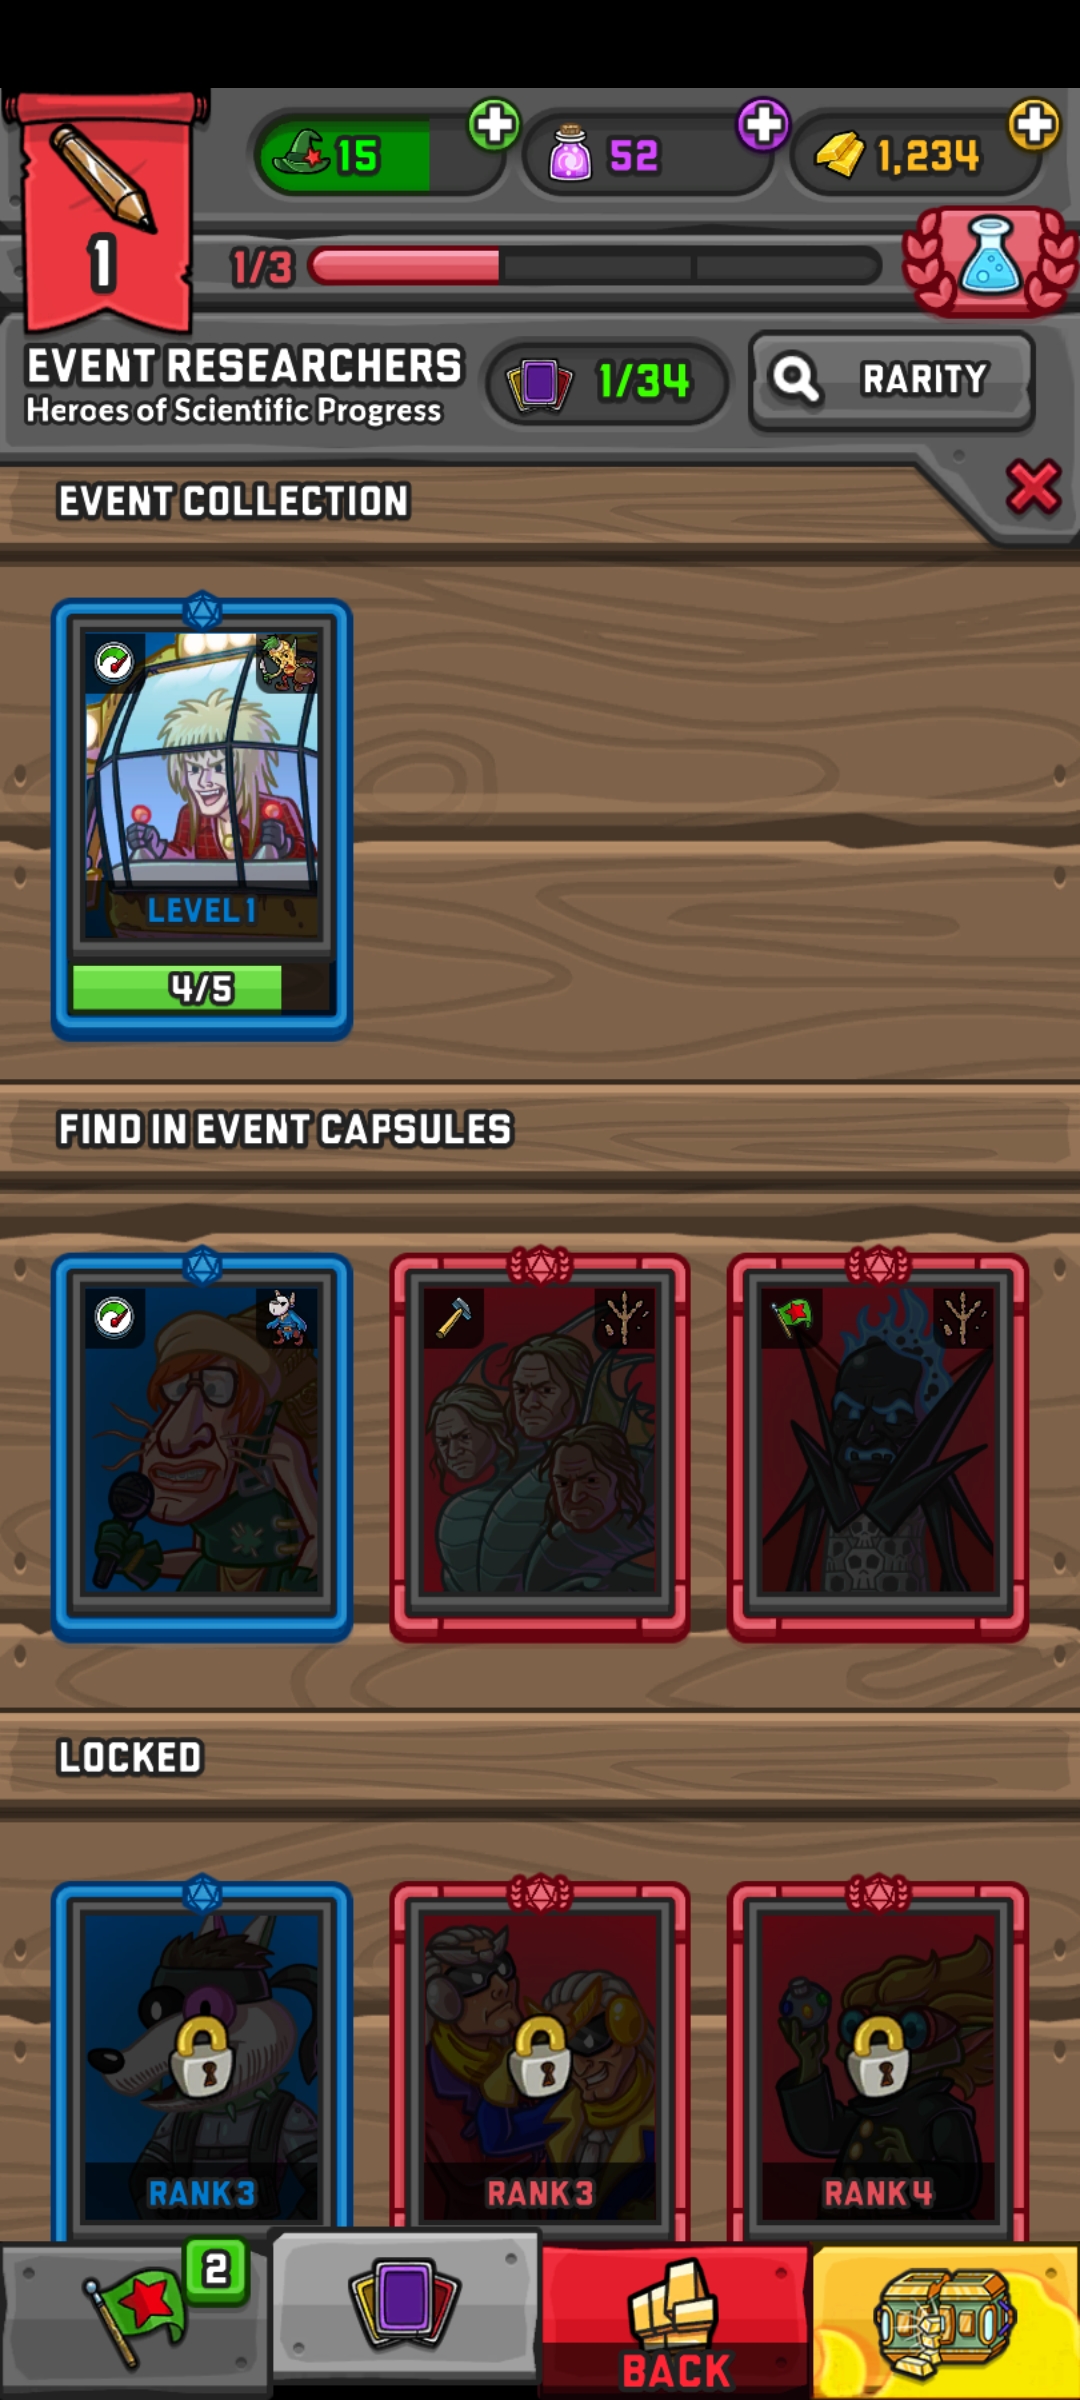 15
52
1,234
1
1/3
EVENT RESEARCHERS
Heroes of Scientific Progress
1/34
RARITY
EVENT COLLECTION
LEVEL 1
4/5
FIND IN EVENT CAPSULES
LOCKED
RANK 3
RANK 3
RANK 4
2
BACK